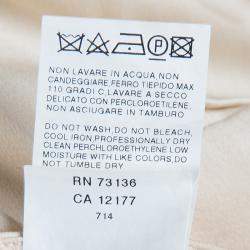 NON LAVARE IN ACQUA, NON
CANDEGGIARE, FERRO TIEPIDO MAX
110 GRADI C, LAVARE A SECCO
DELICATO CON PERCLOROETILENE.
NON ASCIUGARE IN TAMBURO
DO NOT WASH, DO NOT BLEACH,
COOL IRON, PROFESSIONALLY DRY
CLEAN PERCHLOROETHYLENE LOW
MOISTURE WITH LIKE COLORS, DO
NOT TUMBLE DRY
RN 73136
CA 12177
714